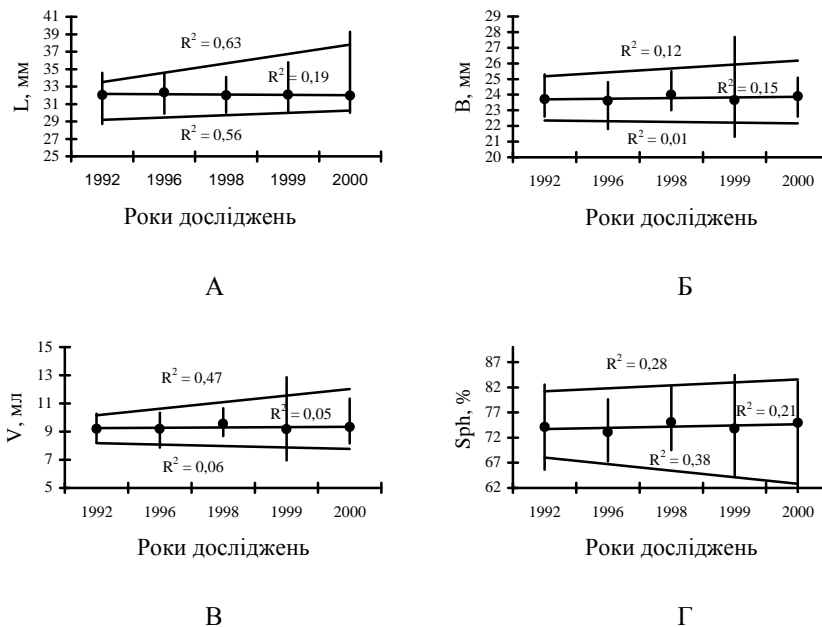 41
39
37
35
33
31
29
27
25
L, мм
R² = 0,63
R² = 0,19
R² = 0,56
1992 1996 1998 1999 2000
Роки досліджень
А
28
27
26
25
24
23
22
21
20
В, мм
R² = 0,12
R² = 0,15
R² = 0,01
1992 1996 1998 1999 2000
Роки досліджень
Б
15
13
11
9
7
5
V, мл
R² = 0,47
R² = 0,05
R² = 0,06
1992 1996 1998 1999 2000
Роки досліджень
В
87
82
77
72
67
62
Sph, %
R² = 0,28
R² = 0,21
R² = 0,38
1992 1996 1998 1999 2000
Роки досліджень
Г